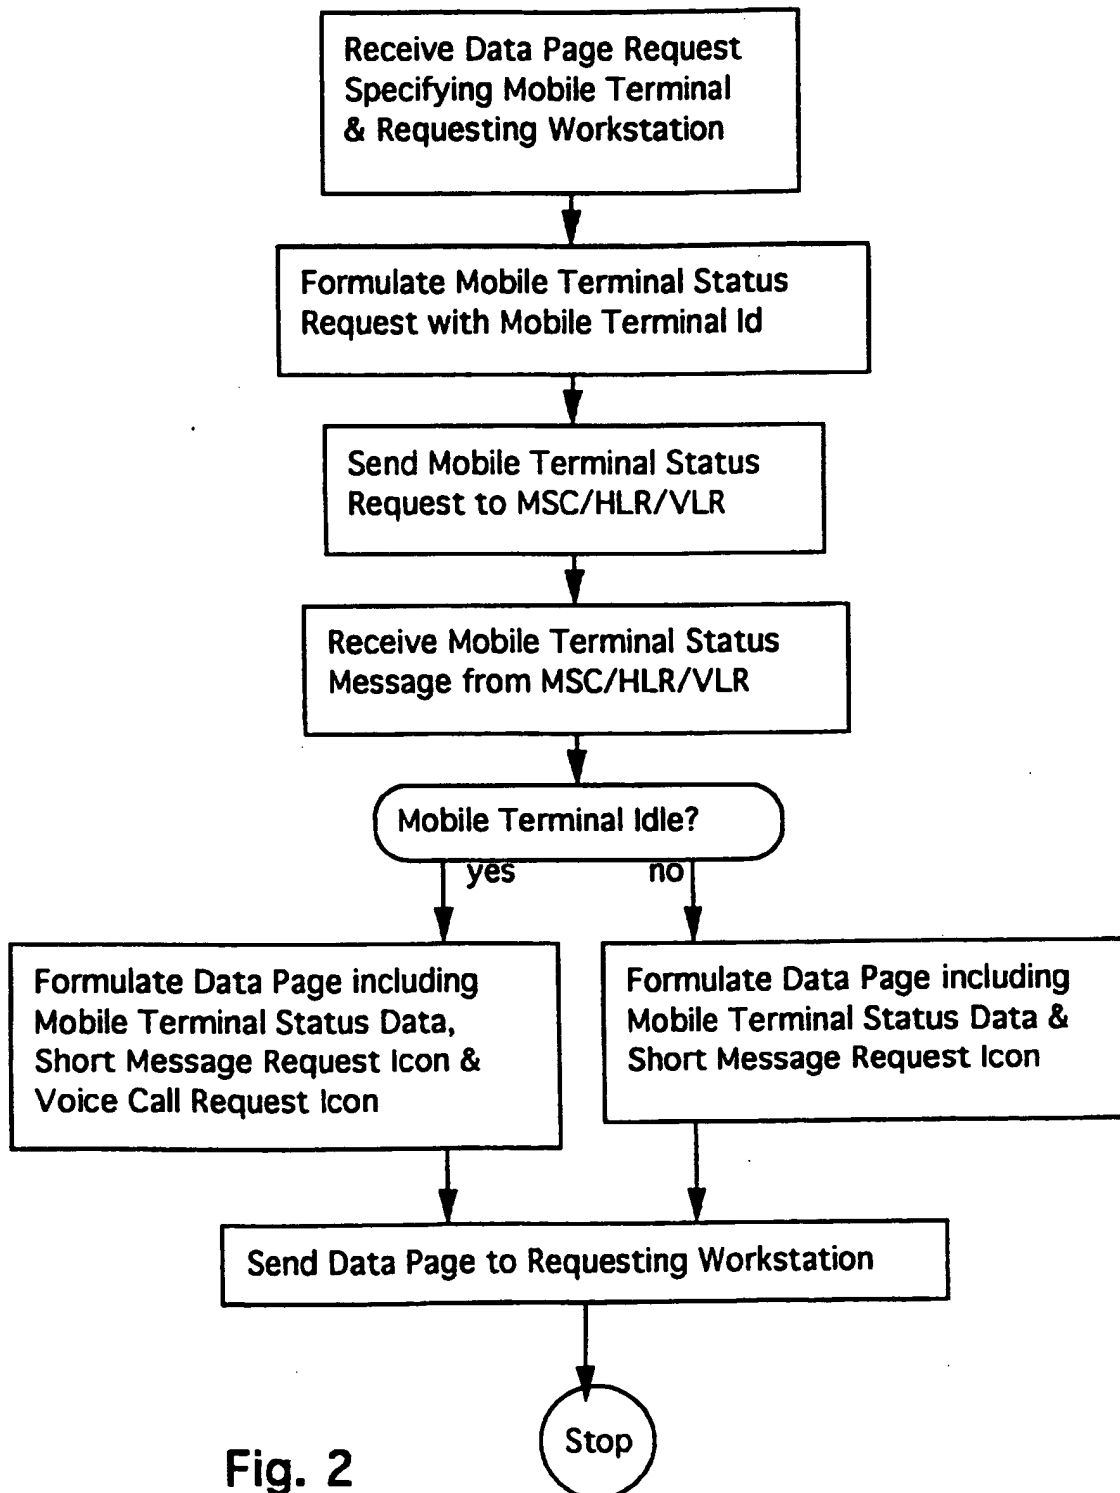 Receive Data Page Request
Specifying Mobile Terminal
& Requesting Workstation
Formulate Mobile Terminal Status
Request with Mobile Terminal Id
Send Mobile Terminal Status
Request to MSC/HLR/VLR
Receive Mobile Terminal Status
Message from MSC/HLR/VLR
Mobile Terminal Idle?
yes
no
Formulate Data Page including
Mobile Terminal Status Data,
Short Message Request Icon &
Voice Call Request Icon
Formulate Data Page including
Mobile Terminal Status Data &
Short Message Request Icon
Send Data Page to Requesting Workstation
Stop
Fig. 2